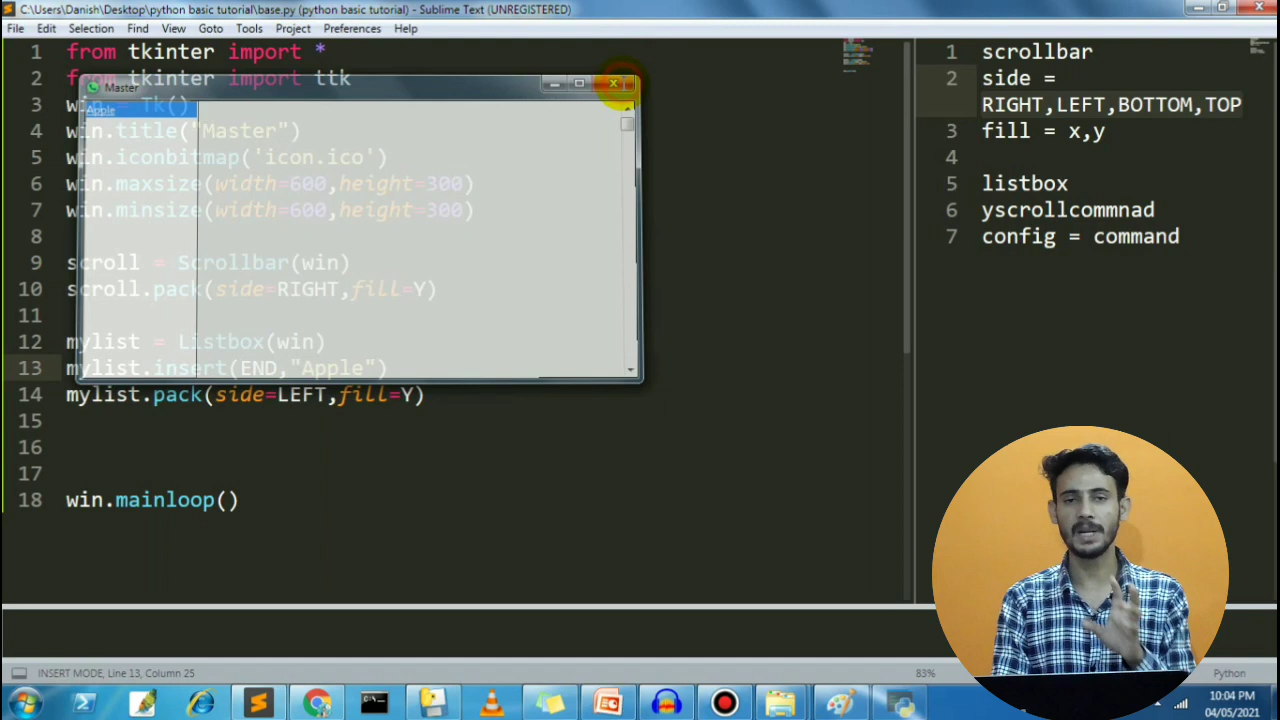 C:\Users\Danish\Desktop\python basic tutorial\base.py (python basic tutorial) - Sublime Text (UNREGISTERED)
File Edit Selection Find View Goto Tools Project Preferences Help
1 from tkinter import *
2 from tkinter import ttk
3 win = Tk()
4 win.title("Master")
5 win.iconbitmap('icon.ico')
6 win.maxsize(width=600,height=300)
7 win.minsize(width=600,height=300)
8
9 scroll = Scrollbar(win)
10 scroll.pack(side=RIGHT,fill=Y)
11
12 mylist = Listbox(win)
13 mylist.insert(END,"Apple")
14 mylist.pack(side=LEFT,fill=Y)
15
16
17
18 win.mainloop()
Master
Apple
1 scrollbar
2 side =
RIGHT,LEFT,BOTTOM,TOP
3 fill = x,y
4
5 listbox
6 yscrollcommnad
7 config = command
INSERT MODE, Line 13, Column 25
83%
Python
10:04 PM
04/05/2021